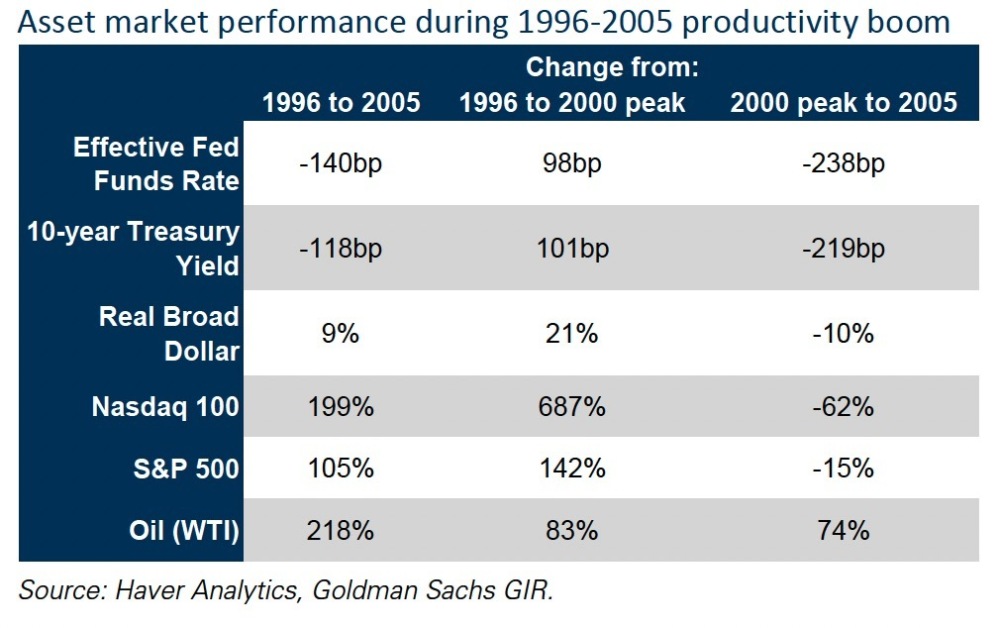 Asset market performance during 1996-2005 productivity boom
Change from:
1996 to 2005 1996 to 2000 peak 2000 peak to 2005
Effective Fed
Funds Rate -140bp 98bp -238bp
10-year Treasury
Yield -118bp 101bp -219bp
Real Broad
Dollar 9% 21% -10%
Nasdaq 100 199% 687% -62%
S&P 500 105% 142% -15%
Oil (WTI) 218% 83% 74%
Source: Haver Analytics, Goldman Sachs GIR.